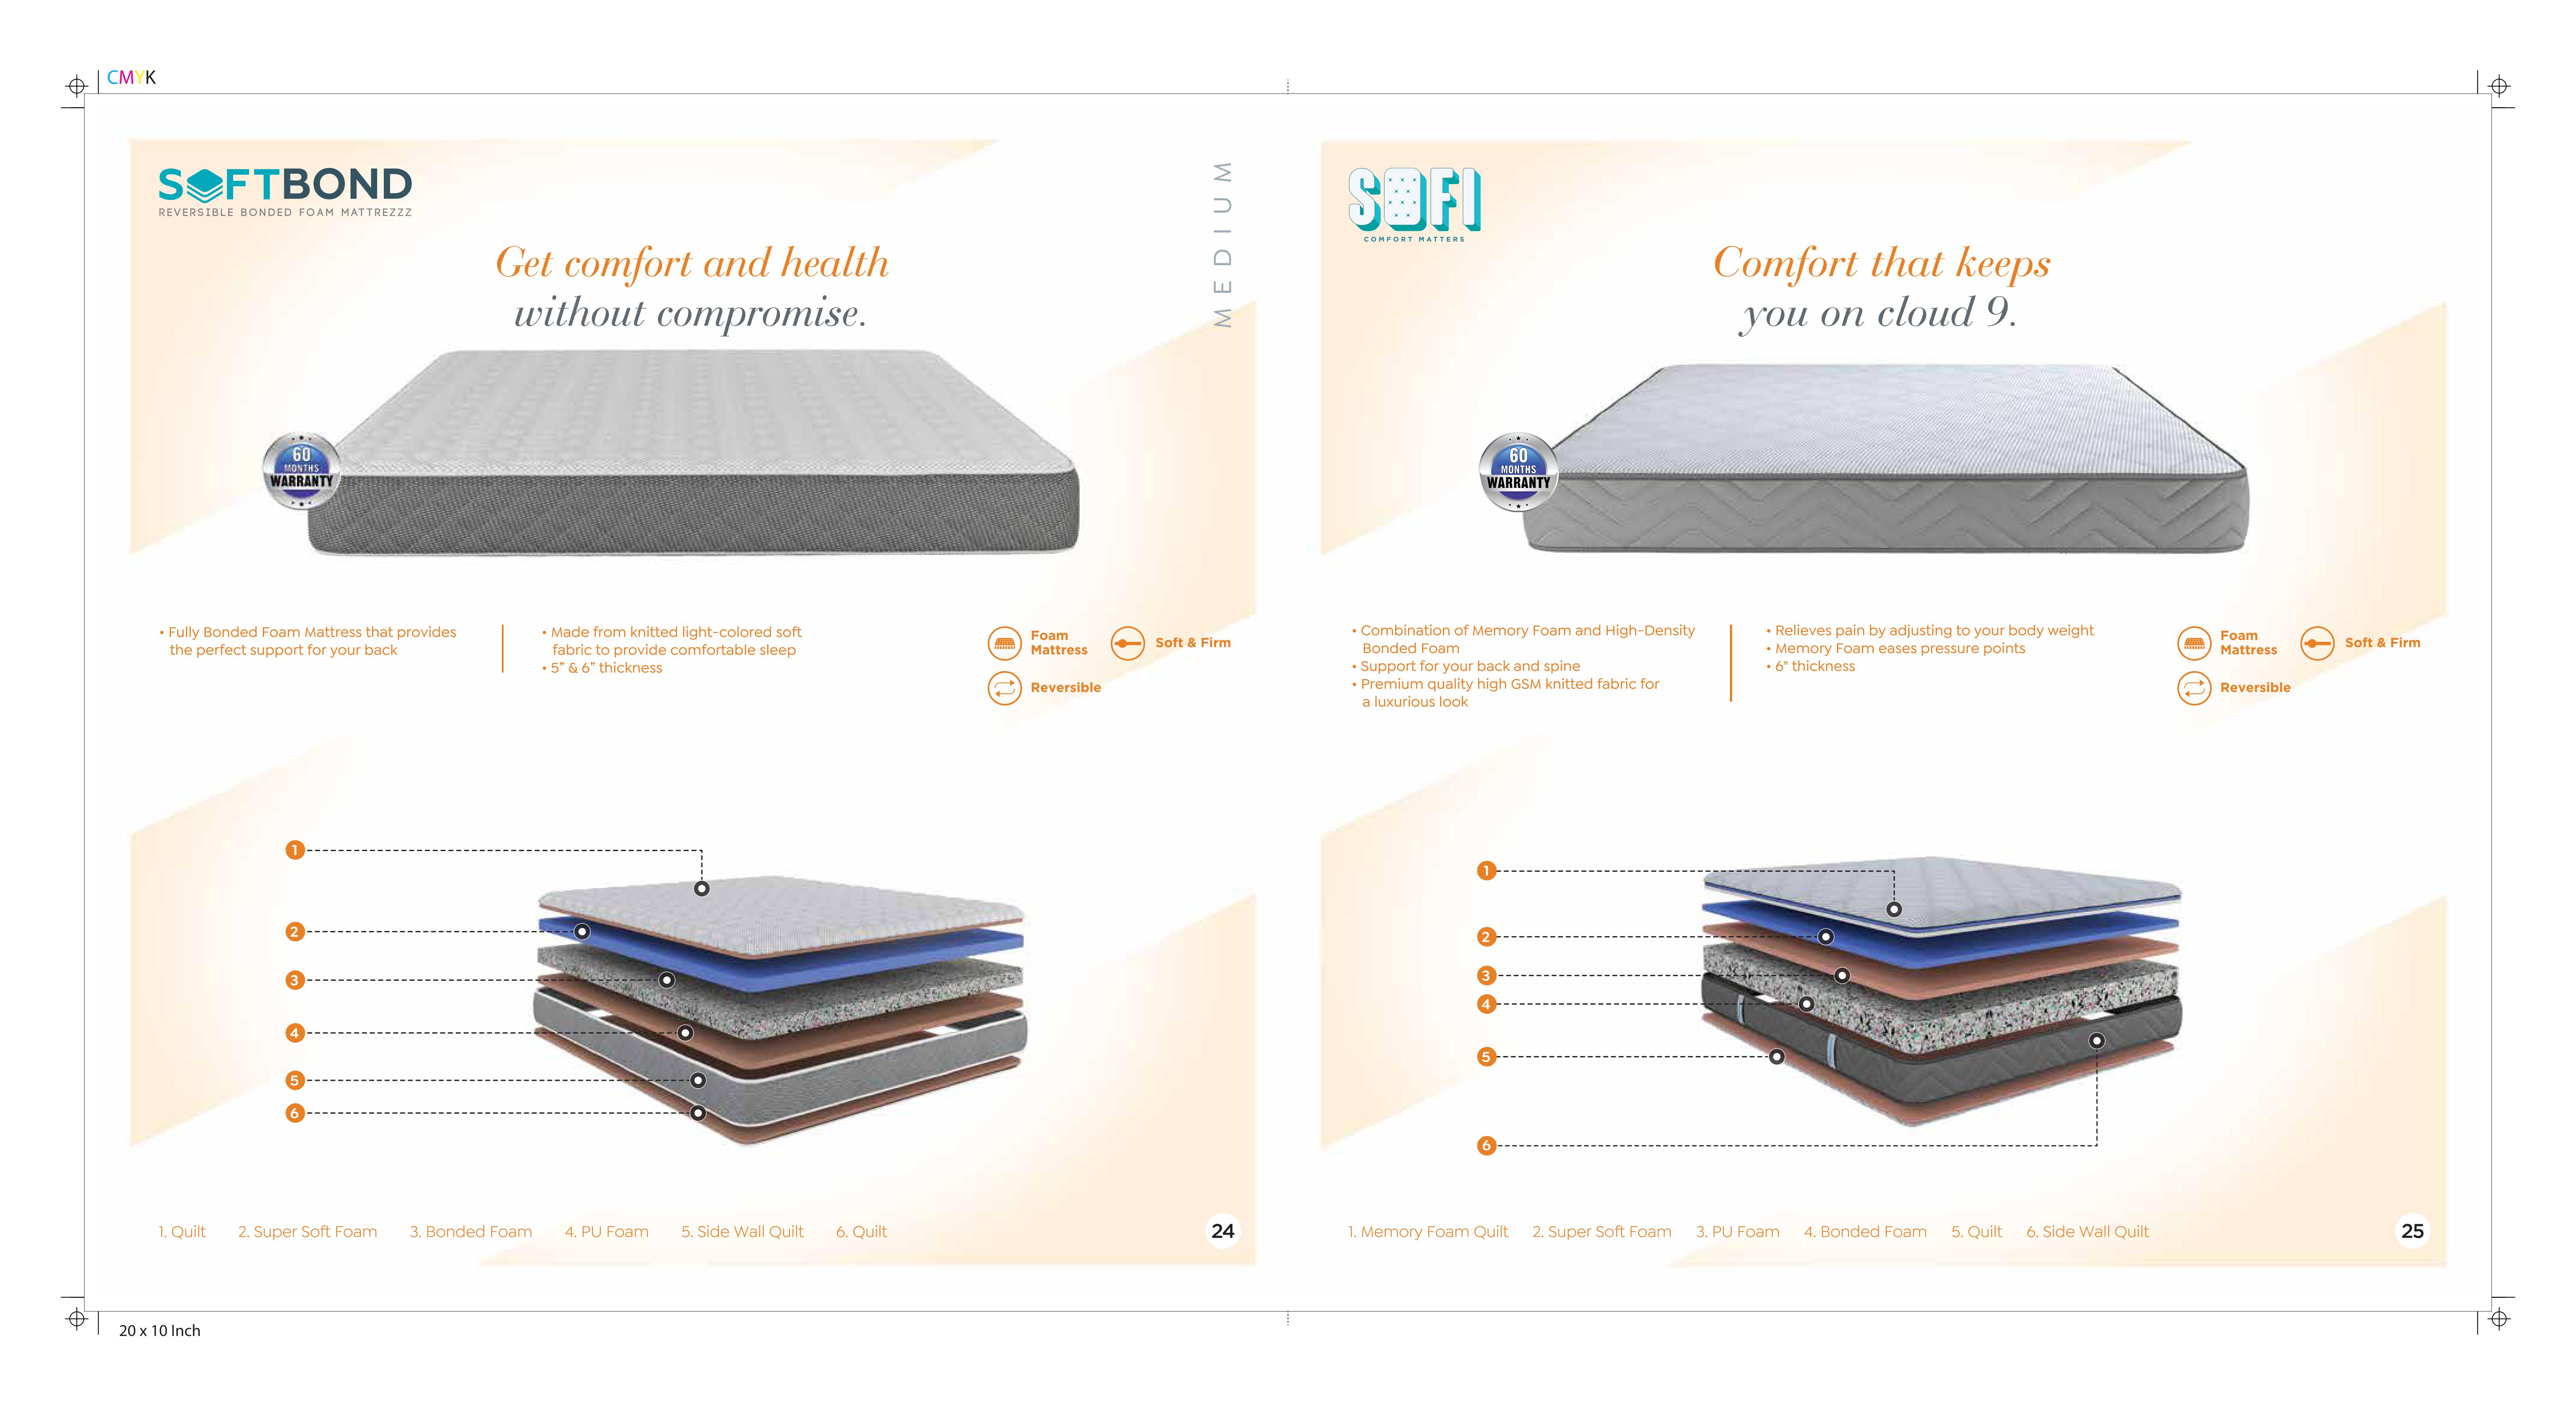 CMYK
SOFTBOND
REVERSIBLE BONDED FOAM MATTREZZZ
MEDIUM
Get comfort and health
without compromise.
60
MONTHS
WARRANTY
• Fully Bonded Foam Mattress that provides
the perfect support for your back
• Made from knitted light-colored soft
fabric to provide comfortable sleep
• 5” & 6” thickness
Foam
Mattress
Soft & Firm
Reversible
1
2
3
4
5
6
1. Quilt 2. Super Soft Foam 3. Bonded Foam 4. PU Foam 5. Side Wall Quilt 6. Quilt
24
SOFI
COMFORT MATTERS
Comfort that keeps
you on cloud 9.
60
MONTHS
WARRANTY
• Combination of Memory Foam and High-Density
Bonded Foam
• Support for your back and spine
• Premium quality high GSM knitted fabric for
a luxurious look
• Relieves pain by adjusting to your body weight
• Memory Foam eases pressure points
• 6" thickness
Foam
Mattress
Soft & Firm
Reversible
1
2
3
4
5
6
1. Memory Foam Quilt 2. Super Soft Foam 3. PU Foam 4. Bonded Foam 5. Quilt 6. Side Wall Quilt
25
20 x 10 Inch